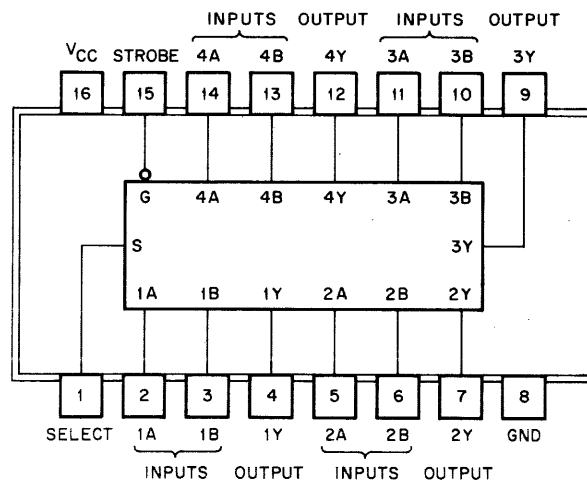 INPUTS OUTPUT INPUTS OUTPUT
VCC STROBE 4A 4B 4Y 3A 3B 3Y
16 15 14 13 12 11 10 9
G 4A 4B 4Y 3A 3B
S 3Y
1A 1B 1Y 2A 2B 2Y
1 2 3 4 5 6 7 8
SELECT 1A 1B 1Y 2A 2B 2Y GND
INPUTS OUTPUT INPUTS OUTPUT